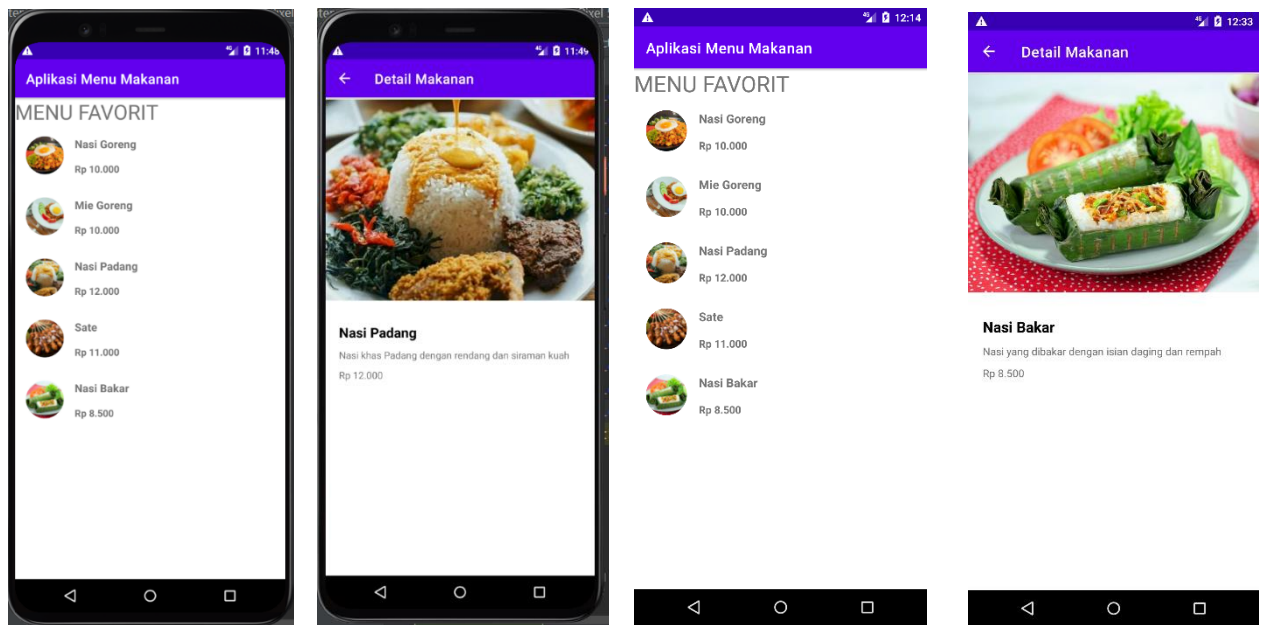 11:48
Aplikasi Menu Makanan
MENU FAVORIT
Nasi Goreng
Rp 10.000
Mie Goreng
Rp 10.000
Nasi Padang
Rp 12.000
Sate
Rp 11.000
Nasi Bakar
Rp 8.500
11:49
Detail Makanan
Nasi Padang
Nasi khas Padang dengan rendang dan siraman kuah
Rp 12.000
12:14
Aplikasi Menu Makanan
MENU FAVORIT
Nasi Goreng
Rp 10.000
Mie Goreng
Rp 10.000
Nasi Padang
Rp 12.000
Sate
Rp 11.000
Nasi Bakar
Rp 8.500
12:33
Detail Makanan
Nasi Bakar
Nasi yang dibakar dengan isian daging dan rempah
Rp 8.500